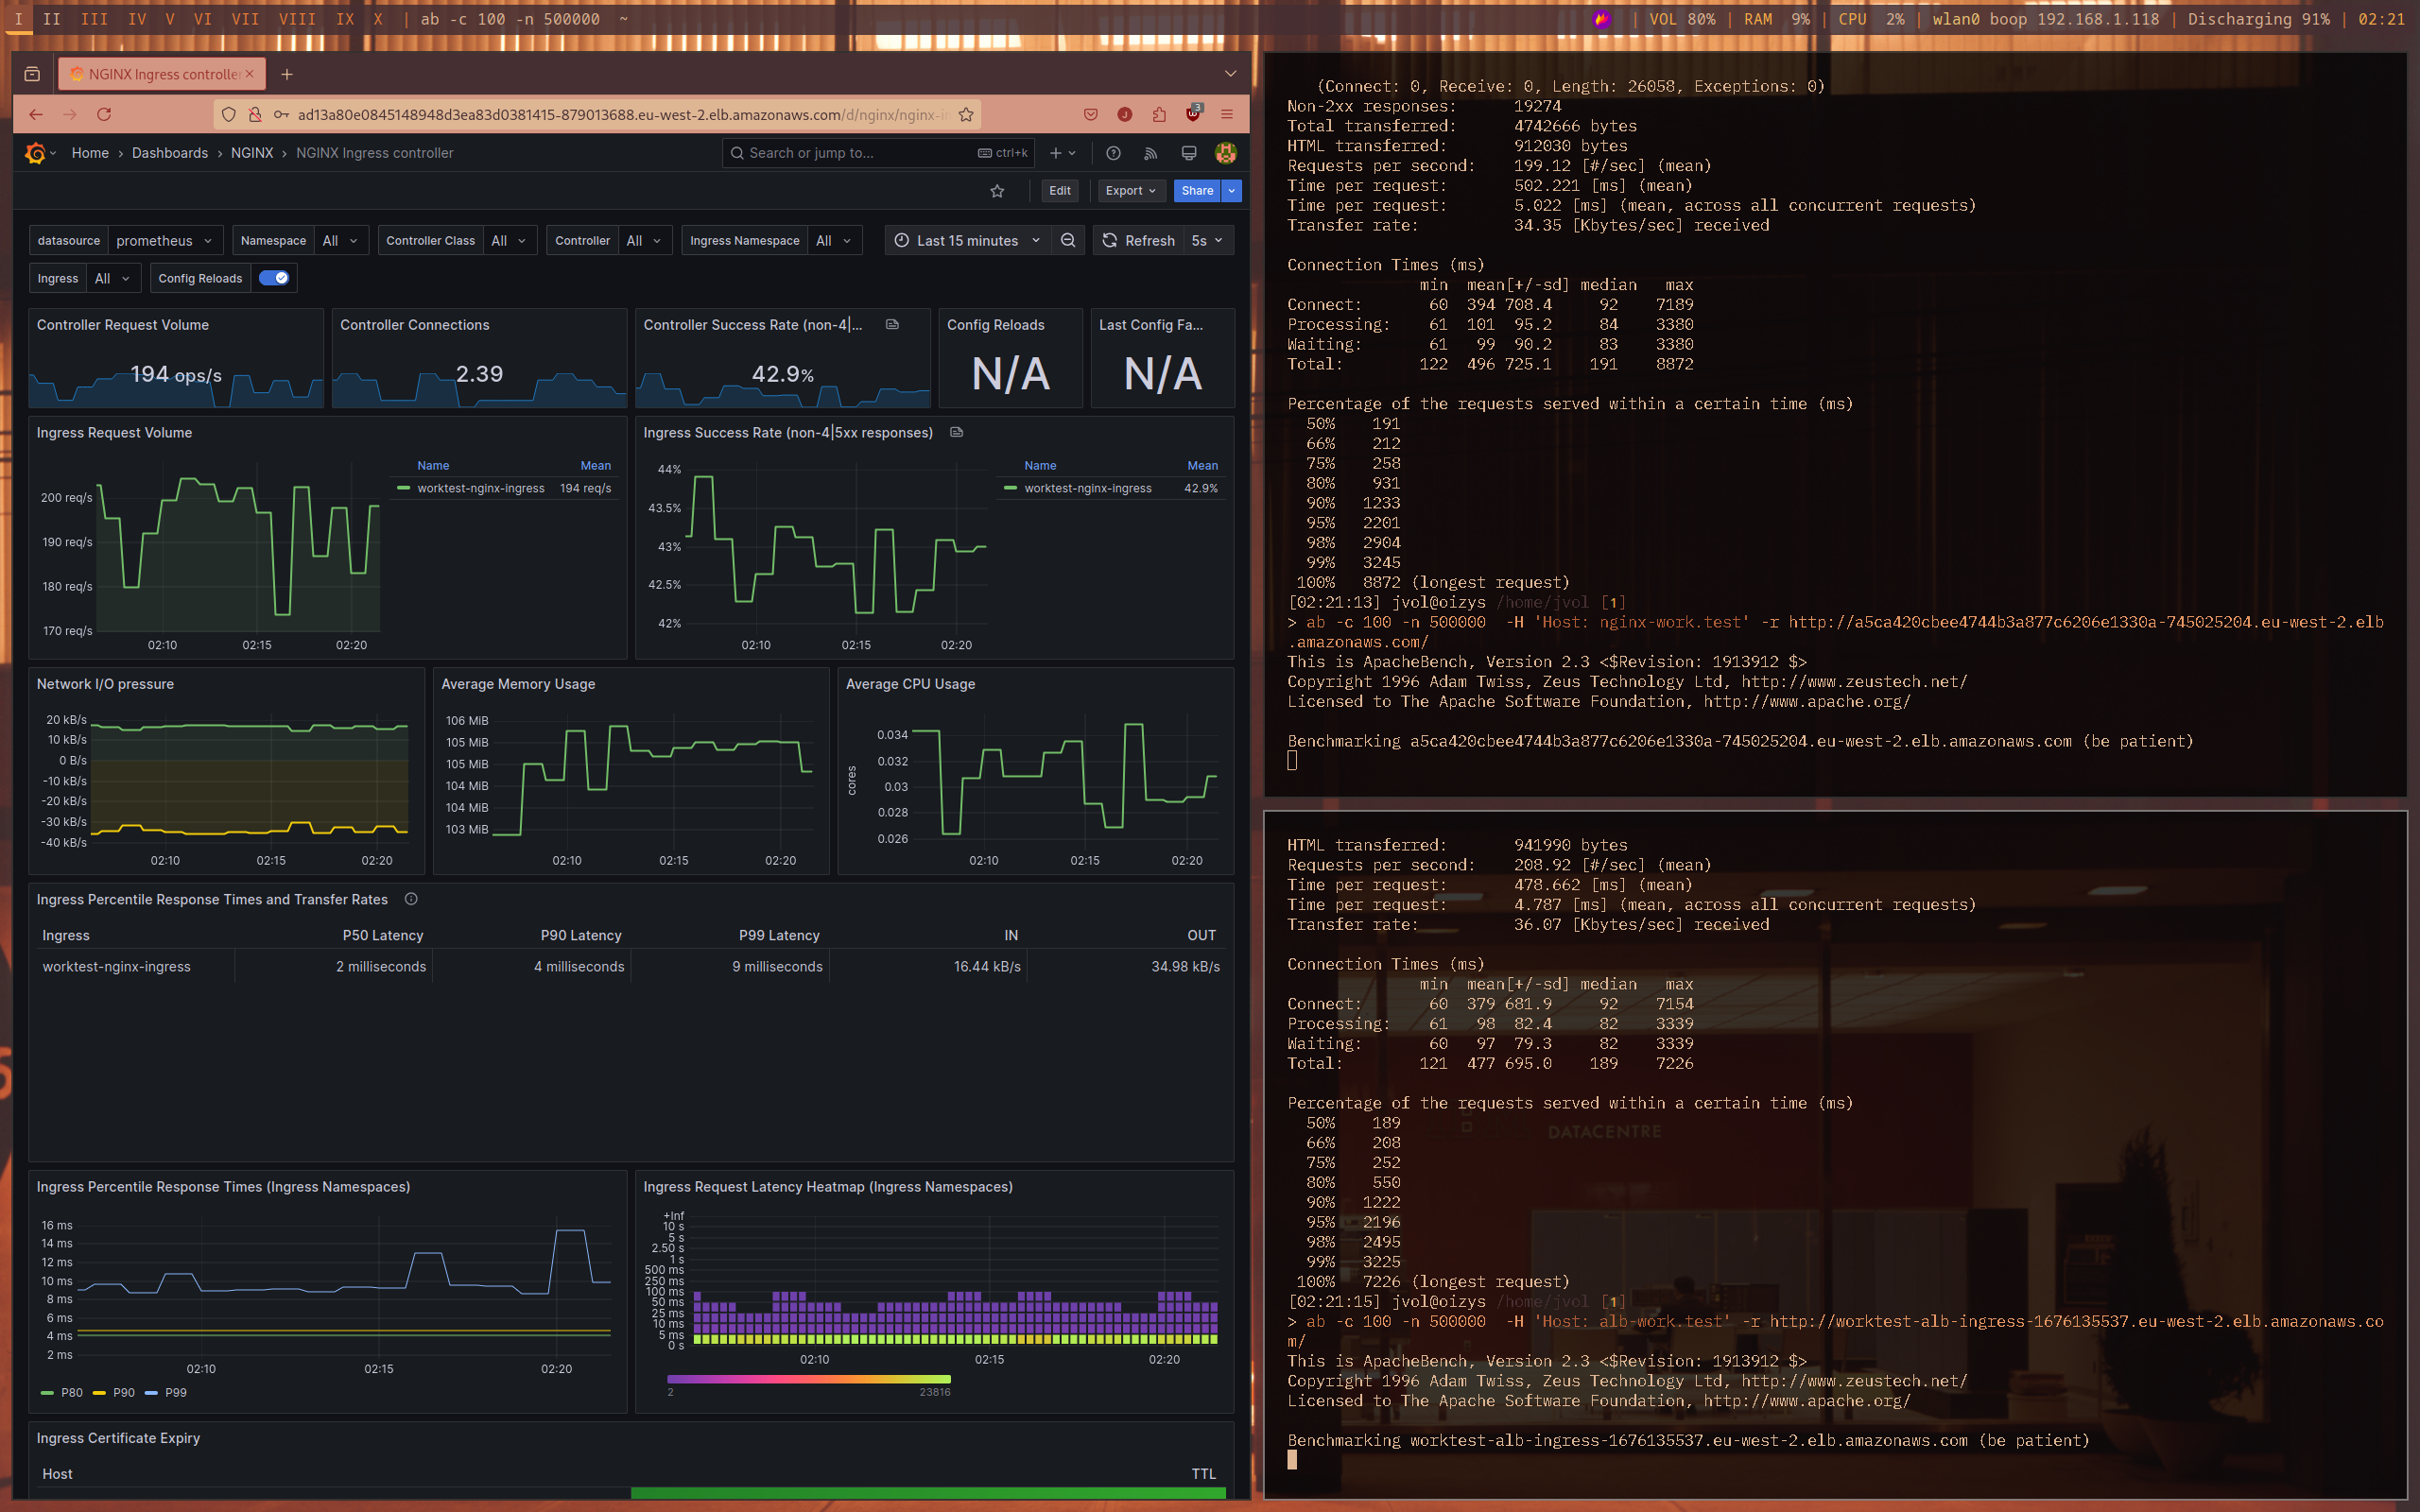 I II III IV V VI VII VIII IX X | ab -c 100 -n 500000 ~
| VOL 80% | RAM 9% | CPU 2% | wlan0 boop 192.168.1.118 | Discharging 91% | 02:21
NGINX Ingress controlle
ad13a80e0845148948d3ea83d0381415-879013688.eu-west-2.elb.amazonaws.com/d/nginx/nginx-i
3
Home › Dashboards › NGINX › NGINX Ingress controller
Search or jump to... ctrl+k
Edit Export Share
datasource prometheus Namespace All Controller Class All Controller All Ingress Namespace All Last 15 minutes Refresh 5s
Ingress All Config Reloads
Controller Request Volume
194 ops/s
Controller Connections
2.39
Controller Success Rate (non-4|...
42.9%
Config Reloads
N/A
Last Config Fa...
N/A
Ingress Request Volume
200 req/s
190 req/s
180 req/s
170 req/s
02:10 02:15 02:20
Name Mean
worktest-nginx-ingress 194 req/s
Ingress Success Rate (non-4|5xx responses)
44%
43.5%
43%
42.5%
42%
02:10 02:15 02:20
Name Mean
worktest-nginx-ingress 42.9%
Network I/O pressure
20 kB/s
10 kB/s
0 B/s
-10 kB/s
-20 kB/s
-30 kB/s
-40 kB/s
02:10 02:15 02:20
Average Memory Usage
106 MiB
105 MiB
105 MiB
104 MiB
104 MiB
103 MiB
02:10 02:15 02:20
Average CPU Usage
cores
0.034
0.032
0.03
0.028
0.026
02:10 02:15 02:20
Ingress Percentile Response Times and Transfer Rates
Ingress P50 Latency P90 Latency P99 Latency IN OUT
worktest-nginx-ingress 2 milliseconds 4 milliseconds 9 milliseconds 16.44 kB/s 34.98 kB/s
Ingress Percentile Response Times (Ingress Namespaces)
16 ms
14 ms
12 ms
10 ms
8 ms
6 ms
4 ms
2 ms
02:10 02:15 02:20
P80 P90 P99
Ingress Request Latency Heatmap (Ingress Namespaces)
+Inf
10 s
5 s
2.50 s
1 s
500 ms
250 ms
100 ms
50 ms
25 ms
10 ms
5 ms
0 s
02:10 02:15 02:20
2 23816
Ingress Certificate Expiry
Host TTL
(Connect: 0, Receive: 0, Length: 26058, Exceptions: 0)
Non-2xx responses: 19274
Total transferred: 4742666 bytes
HTML transferred: 912030 bytes
Requests per second: 199.12 [#/sec] (mean)
Time per request: 502.221 [ms] (mean)
Time per request: 5.022 [ms] (mean, across all concurrent requests)
Transfer rate: 34.35 [Kbytes/sec] received
Connection Times (ms)
min mean[+/-sd] median max
Connect: 60 394 708.4 92 7189
Processing: 61 101 95.2 84 3380
Waiting: 61 99 90.2 83 3380
Total: 122 496 725.1 191 8872
Percentage of the requests served within a certain time (ms)
50% 191
66% 212
75% 258
80% 931
90% 1233
95% 2201
98% 2904
99% 3245
100% 8872 (longest request)
[02:21:13] jvol@oizys /home/jvol [1]
> ab -c 100 -n 500000 -H 'Host: nginx-work.test' -r http://a5ca420cbee4744b3a877c6206e1330a-745025204.eu-west-2.elb
.amazonaws.com/
This is ApacheBench, Version 2.3 <$Revision: 1913912 $>
Copyright 1996 Adam Twiss, Zeus Technology Ltd, http://www.zeustech.net/
Licensed to The Apache Software Foundation, http://www.apache.org/
Benchmarking a5ca420cbee4744b3a877c6206e1330a-745025204.eu-west-2.elb.amazonaws.com (be patient)
HTML transferred: 941990 bytes
Requests per second: 208.92 [#/sec] (mean)
Time per request: 478.662 [ms] (mean)
Time per request: 4.787 [ms] (mean, across all concurrent requests)
Transfer rate: 36.07 [Kbytes/sec] received
Connection Times (ms)
min mean[+/-sd] median max
Connect: 60 379 681.9 92 7154
Processing: 61 98 82.4 82 3339
Waiting: 60 97 79.3 82 3339
Total: 121 477 695.0 189 7226
Percentage of the requests served within a certain time (ms)
50% 189
66% 208
75% 252
80% 550
90% 1222
95% 2196
98% 2495
99% 3225
100% 7226 (longest request)
DATACENTRE
[02:21:15] jvol@oizys /home/jvol [1]
> ab -c 100 -n 500000 -H 'Host: alb-work.test' -r http://worktest-alb-ingress-1676135537.eu-west-2.elb.amazonaws.co
m/
This is ApacheBench, Version 2.3 <$Revision: 1913912 $>
Copyright 1996 Adam Twiss, Zeus Technology Ltd, http://www.zeustech.net/
Licensed to The Apache Software Foundation, http://www.apache.org/
Benchmarking worktest-alb-ingress-1676135537.eu-west-2.elb.amazonaws.com (be patient)